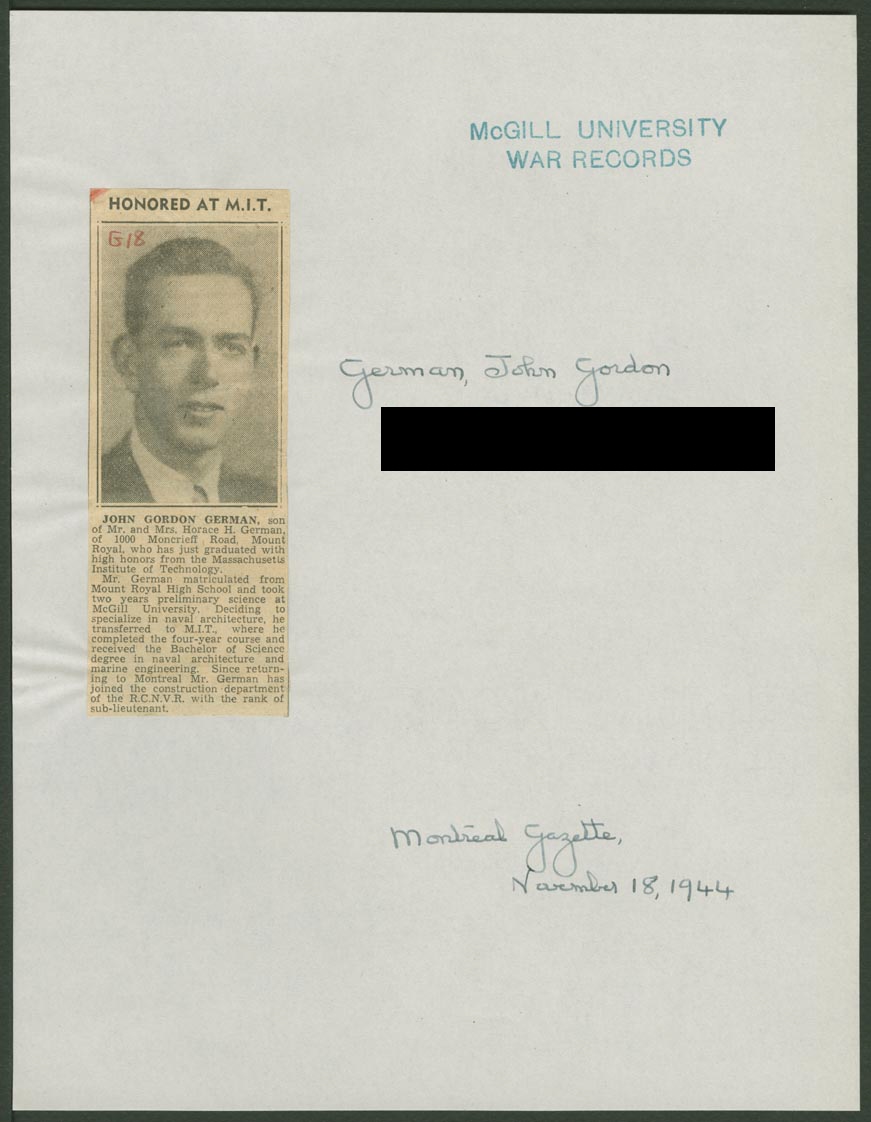 McGILL UNIVERSITY
WAR RECORDS
HONORED AT M.I.T.
G18
German, John Gordon
JOHN GORDON GERMAN, son
of Mr. and Mrs. Horace H. German,
of 1000 Moncrieff Road, Mount
Royal, who has just graduated with
high honors from the Massachusetts
Institute of Technology.
Mr. German matriculated from
Mount Royal High School and took
two years preliminary science at
McGill University. Deciding to
specialize in naval architecture, he
transferred to M.I.T., where he
completed the four-year course and
received the Bachelor of Science
degree in naval architecture and
marine engineering. Since return-
ing to Montreal Mr. German has
joined the construction department
of the R.C.N.V.R. with the rank of
sub-lieutenant.
Montreal Gazette,
November 18, 1944